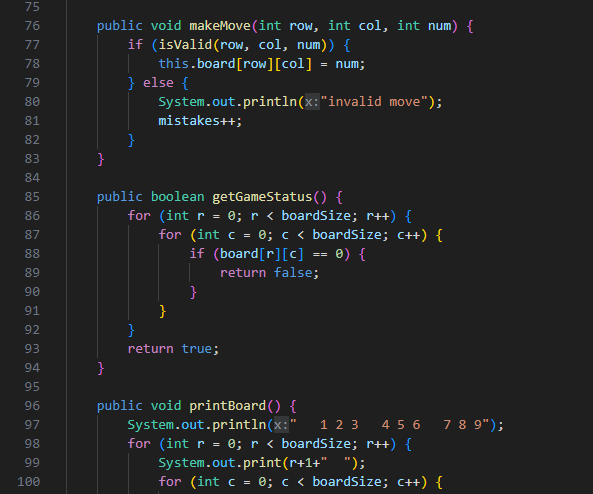 75
76 public void makeMove(int row, int col, int num) {
77 if (isValid(row, col, num)) {
78 this.board[row][col] = num;
79 } else {
80 System.out.println(x:"invalid move");
81 mistakes++;
82 }
83 }
84
85 public boolean getGameStatus() {
86 for (int r = 0; r < boardSize; r++) {
87 for (int c = 0; c < boardSize; c++) {
88 if (board[r][c] == 0) {
89 return false;
90 }
91 }
92 }
93 return true;
94 }
95
96 public void printBoard() {
97 System.out.println(x:"   1 2 3   4 5 6   7 8 9");
98 for (int r = 0; r < boardSize; r++) {
99 System.out.print(r+1+"  ");
100 for (int c = 0; c < boardSize; c++) {